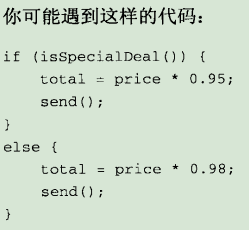 你可能遇到这样的代码：
if (isSpecialDeal()) {
    total = price * 0.95;
    send();
}
else {
    total = price * 0.98;
    send();
}